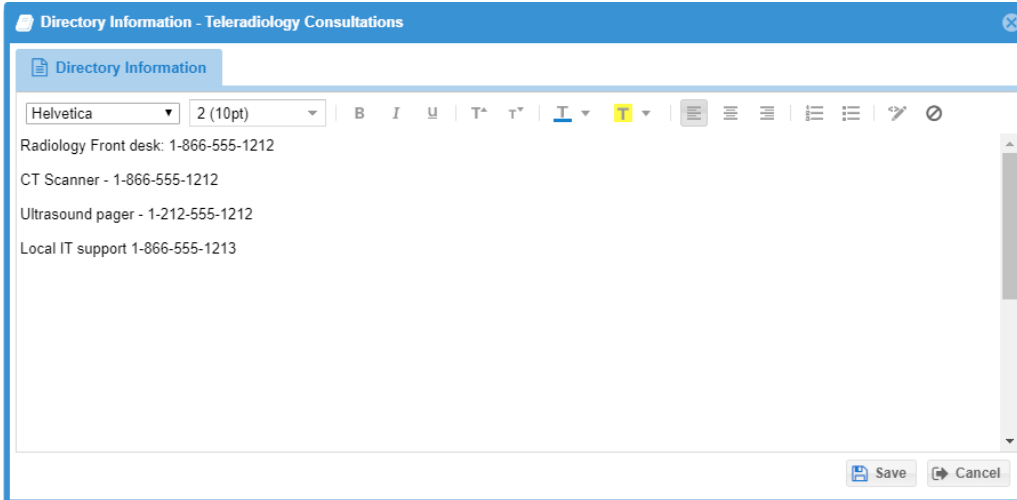 Directory Information - Teleradiology Consultations
Directory Information
Helvetica 2 (10pt) B I U T T T T
Radiology Front desk: 1-866-555-1212
CT Scanner - 1-866-555-1212
Ultrasound pager - 1-212-555-1212
Local IT support 1-866-555-1213
Save Cancel